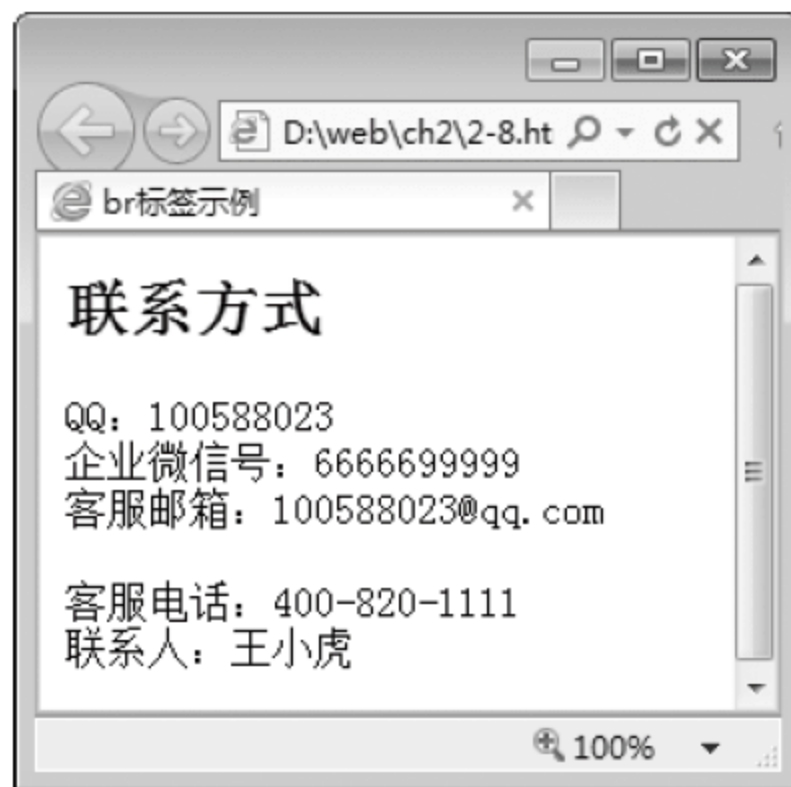 D:\web\ch2\2-8.ht
br标签示例
联系方式
QQ：100588023
企业微信号：6666699999
客服邮箱：100588023@qq.com
客服电话：400-820-1111
联系人：王小虎
100%